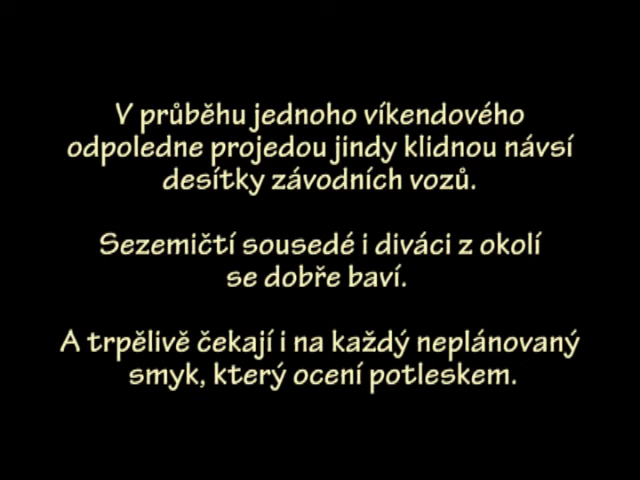 V průběhu jednoho víkendového
odpoledne projedou jindy klidnou návsí
desítky závodních vozů.
Sezemičtí sousedé i diváci z okolí
se dobře baví.
A trpělivě čekají i na každý neplánovaný
smyk, který ocení potleskem.